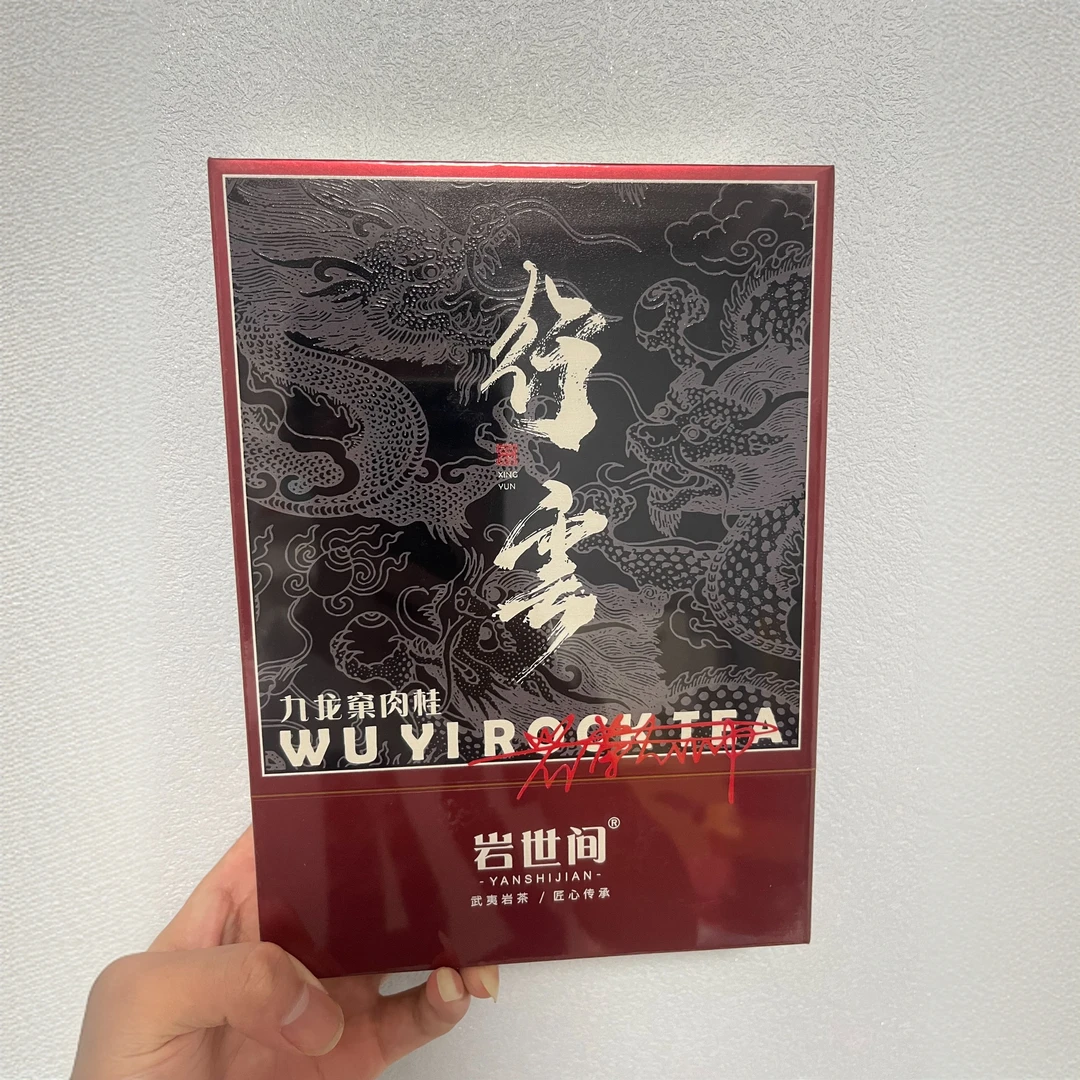 行雲
XING
YUN
九龙窠肉桂
WU YI ROCK TEA
岩世间®
-YANSHIJIAN-
武夷岩茶 / 匠心传承